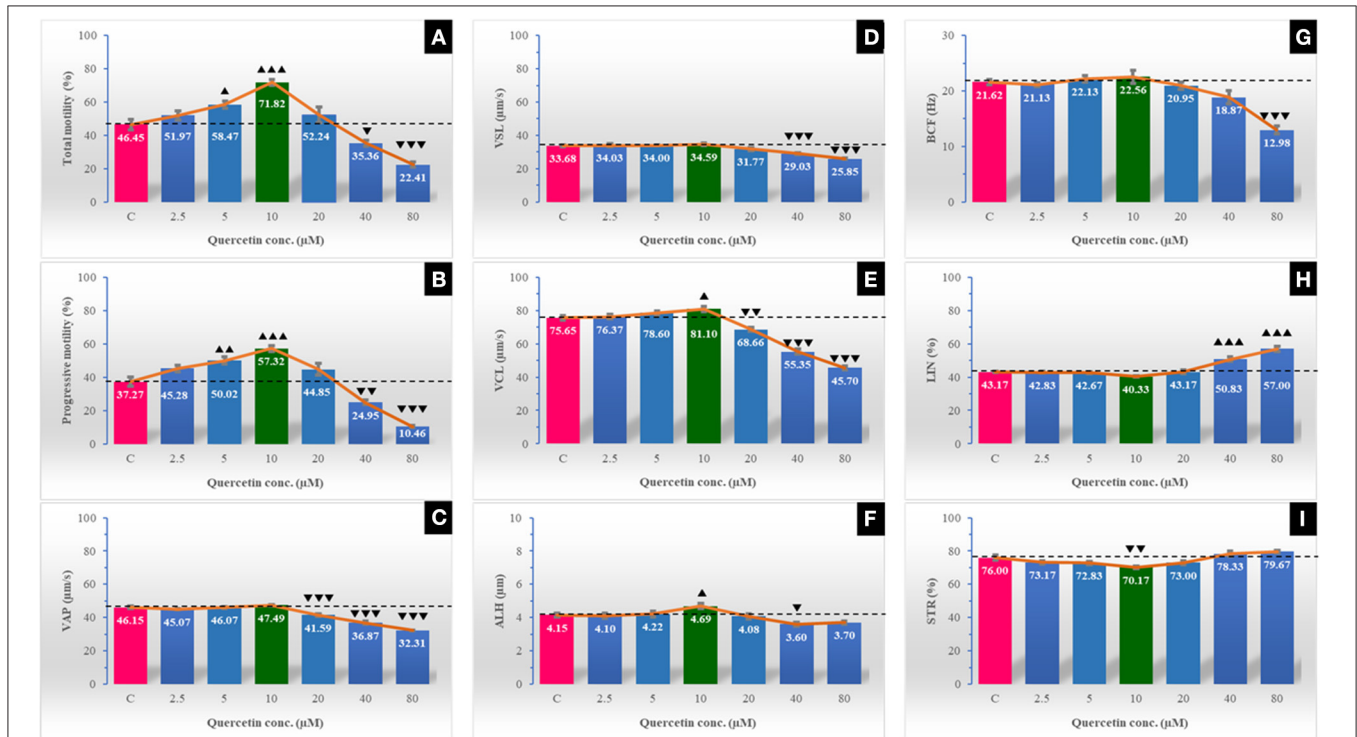 A
Total motility (%)
100
80
60
40
20
0
▲
▲▲▲
▼
▼▼▼
46.45 51.97 58.47 71.82 52.24 35.36 22.41
C 2.5 5 10 20 40 80
Quercetin conc. (μM)
D
VSL (μm/s)
100
80
60
40
20
0
▼▼▼
▼▼▼
33.68 34.03 34.00 34.59 31.77 29.03 25.85
C 2.5 5 10 20 40 80
Quercetin conc. (μM)
G
BCF (Hz)
30
20
10
0
▼▼▼
21.62 21.13 22.13 22.56 20.95 18.87 12.98
C 2.5 5 10 20 40 80
Quercetin conc. (μM)
B
Progressive motility (%)
100
80
60
40
20
0
▲▲
▲▲▲
▼▼
▼▼▼
37.27 45.28 50.02 57.32 44.85 24.95 10.46
C 2.5 5 10 20 40 80
Quercetin conc. (μM)
E
VCL (μm/s)
100
80
60
40
20
0
▲
▼▼
▼▼▼
▼▼▼
75.65 76.37 78.60 81.10 68.66 55.35 45.70
C 2.5 5 10 20 40 80
Quercetin conc. (μM)
H
LIN (%)
100
80
60
40
20
0
▲▲▲
▲▲▲
43.17 42.83 42.67 40.33 43.17 50.83 57.00
C 2.5 5 10 20 40 80
Quercetin conc. (μM)
C
VAP (μm/s)
100
80
60
40
20
0
▼▼▼
▼▼▼
▼▼▼
46.15 45.07 46.07 47.49 41.59 36.87 32.31
C 2.5 5 10 20 40 80
Quercetin conc. (μM)
F
ALH (μm)
10
8
6
4
2
0
▲
▼
4.15 4.10 4.22 4.69 4.08 3.60 3.70
C 2.5 5 10 20 40 80
Quercetin conc. (μM)
I
STR (%)
100
80
60
40
20
0
▼▼
76.00 73.17 72.83 70.17 73.00 78.33 79.67
C 2.5 5 10 20 40 80
Quercetin conc. (μM)